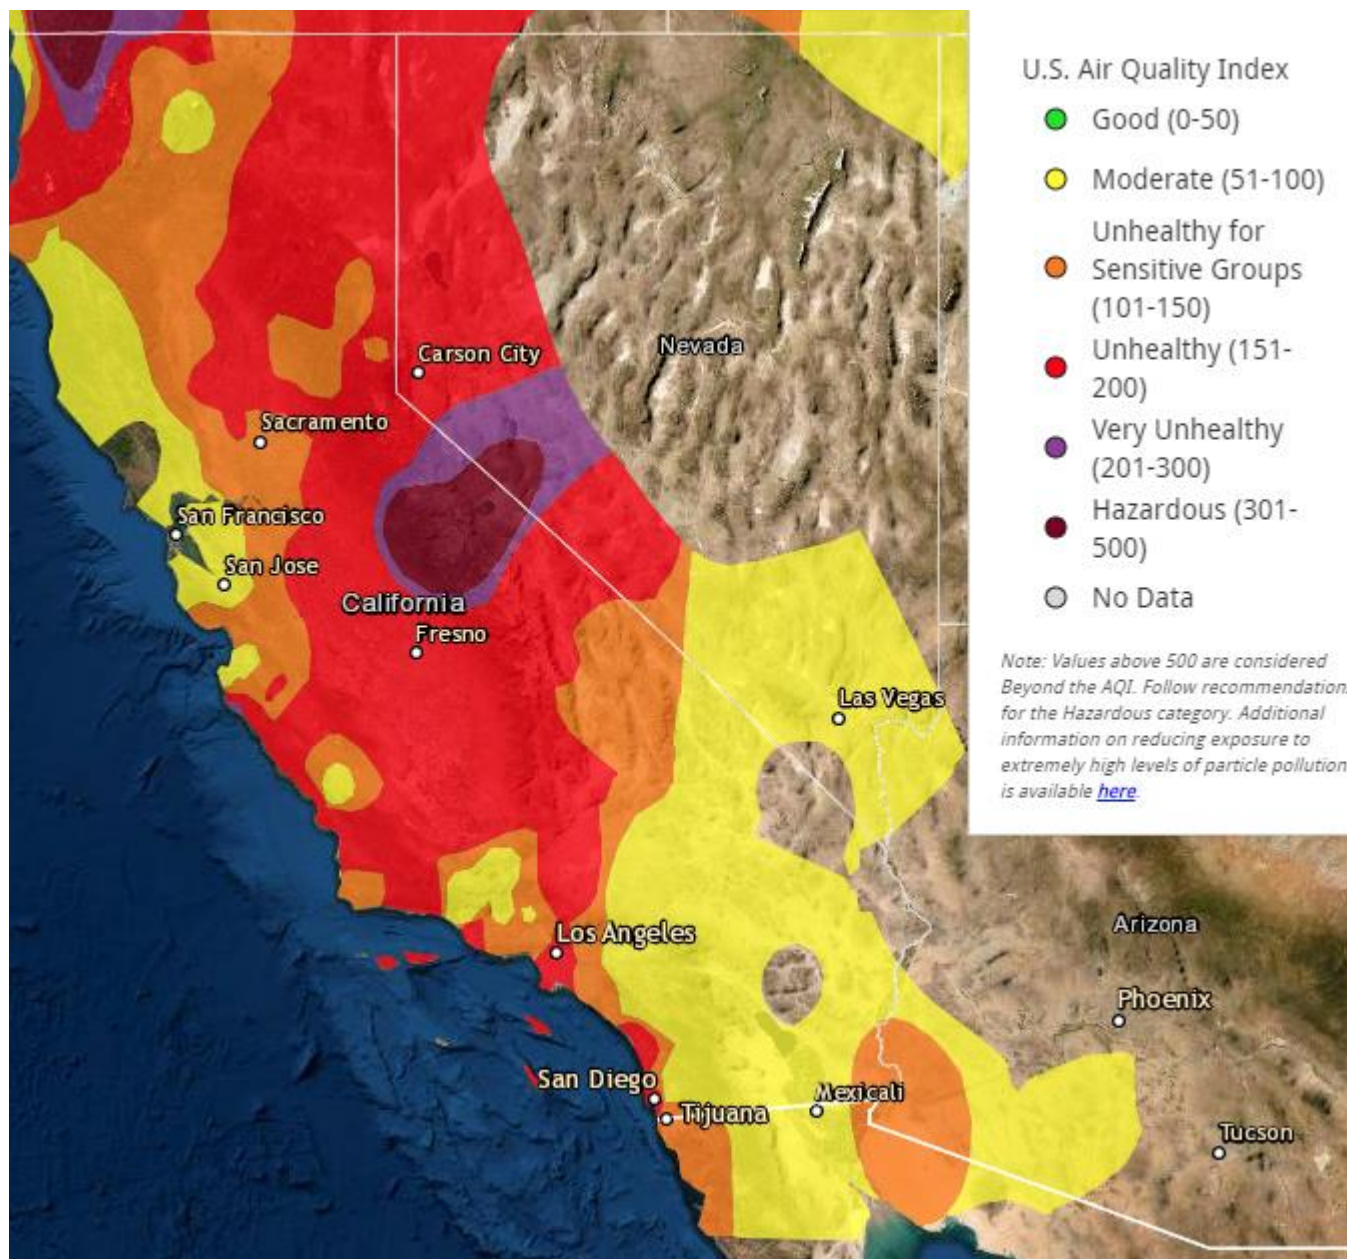 U.S. Air Quality Index
Good (0-50)
Moderate (51-100)
Unhealthy for
Sensitive Groups
(101-150)
Unhealthy (151-
200)
Very Unhealthy
(201-300)
Hazardous (301-
500)
No Data
Note: Values above 500 are considered
Beyond the AQI. Follow recommendation
for the Hazardous category. Additional
information on reducing exposure to
extremely high levels of particle pollution
is available here.
Nevada
Carson City
Sacramento
San Francisco
San Jose
California
Fresno
Las Vegas
Los Angeles
Arizona
Phoenix
San Diego
Mexicali
Tijuana
Tucson